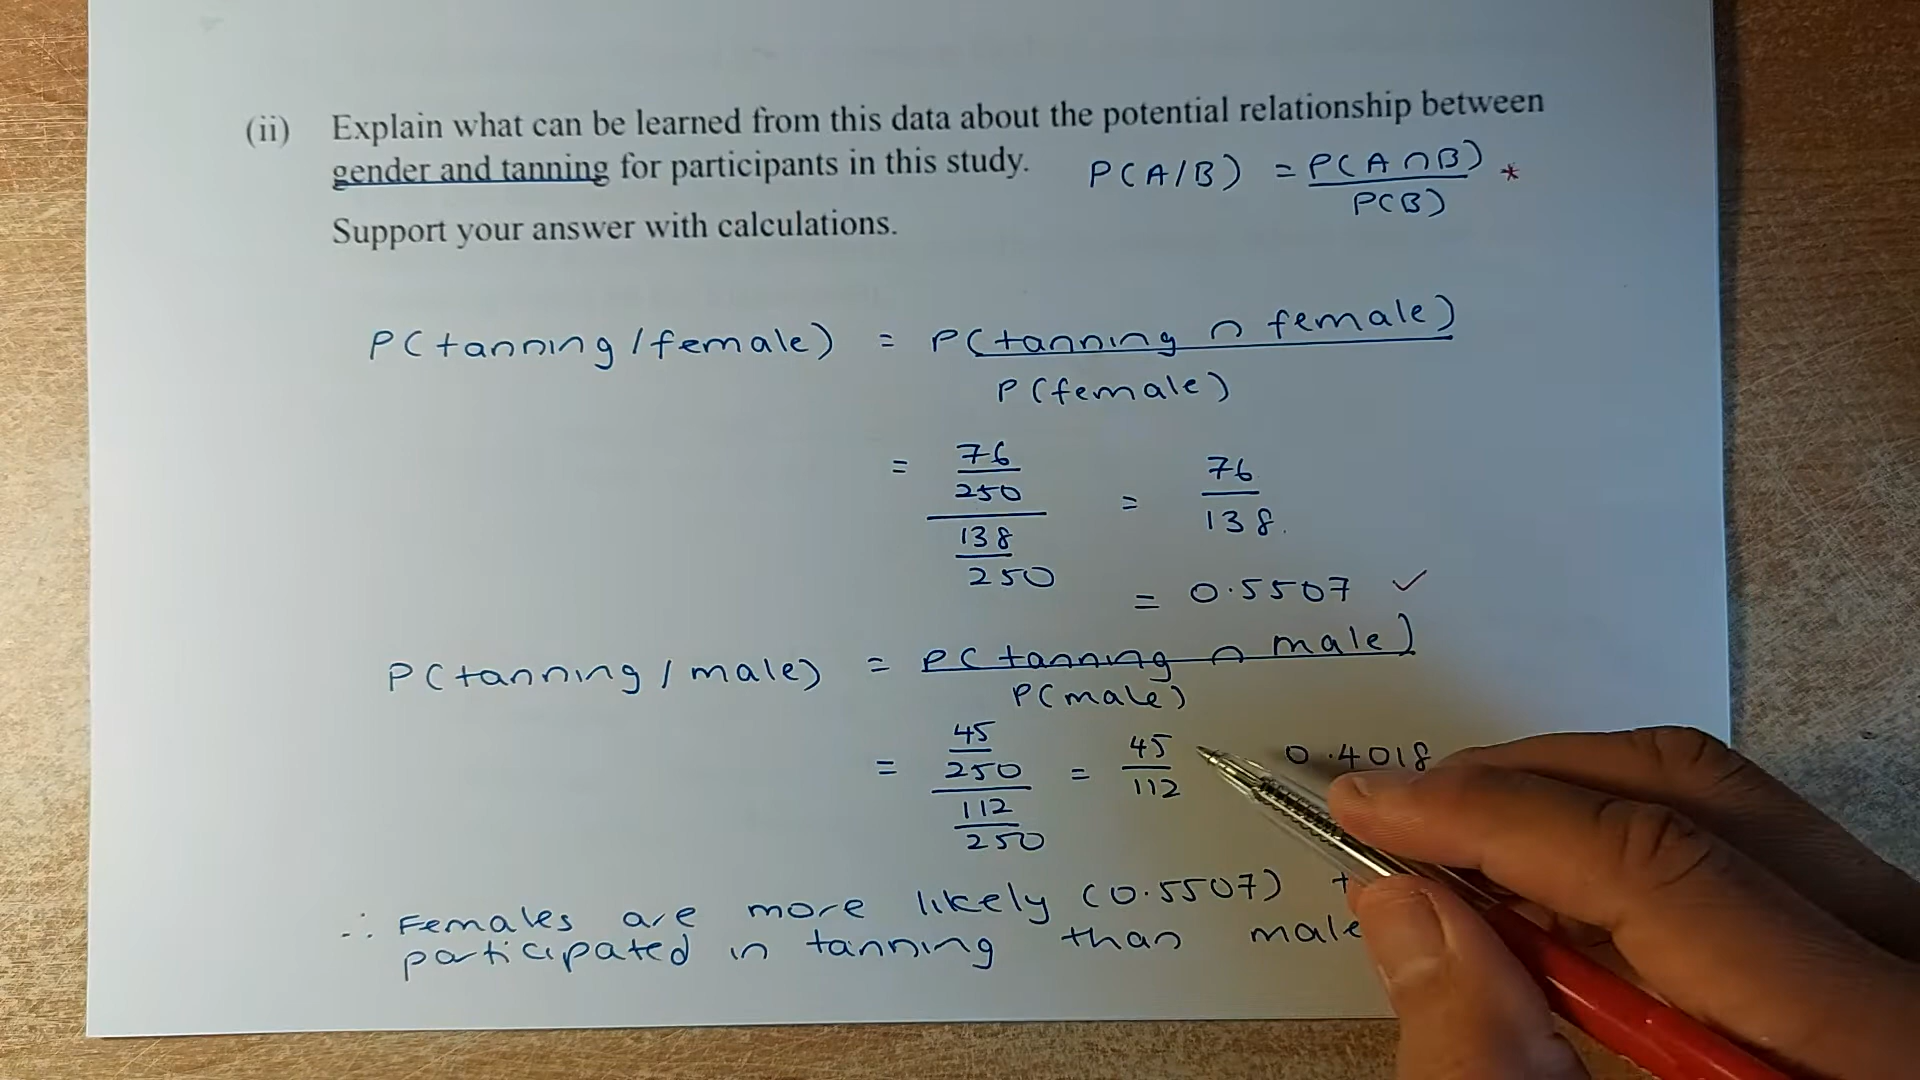 (ii) Explain what can be learned from this data about the potential relationship between
gender and tanning for participants in this study.
P(A/B) = P(A∩B) *
P(B)
Support your answer with calculations.
P(tanning/female) = P(tanning ∩ female)
P(female)
= 76/250 = 76/138.
138/250
= 0.5507 ✓
P(tanning/male) = P(tanning ∩ male)
P(male)
= 45/250 = 45/112 0.4018
112/250
∴ Females are more likely (0.5507)
participated in tanning than male